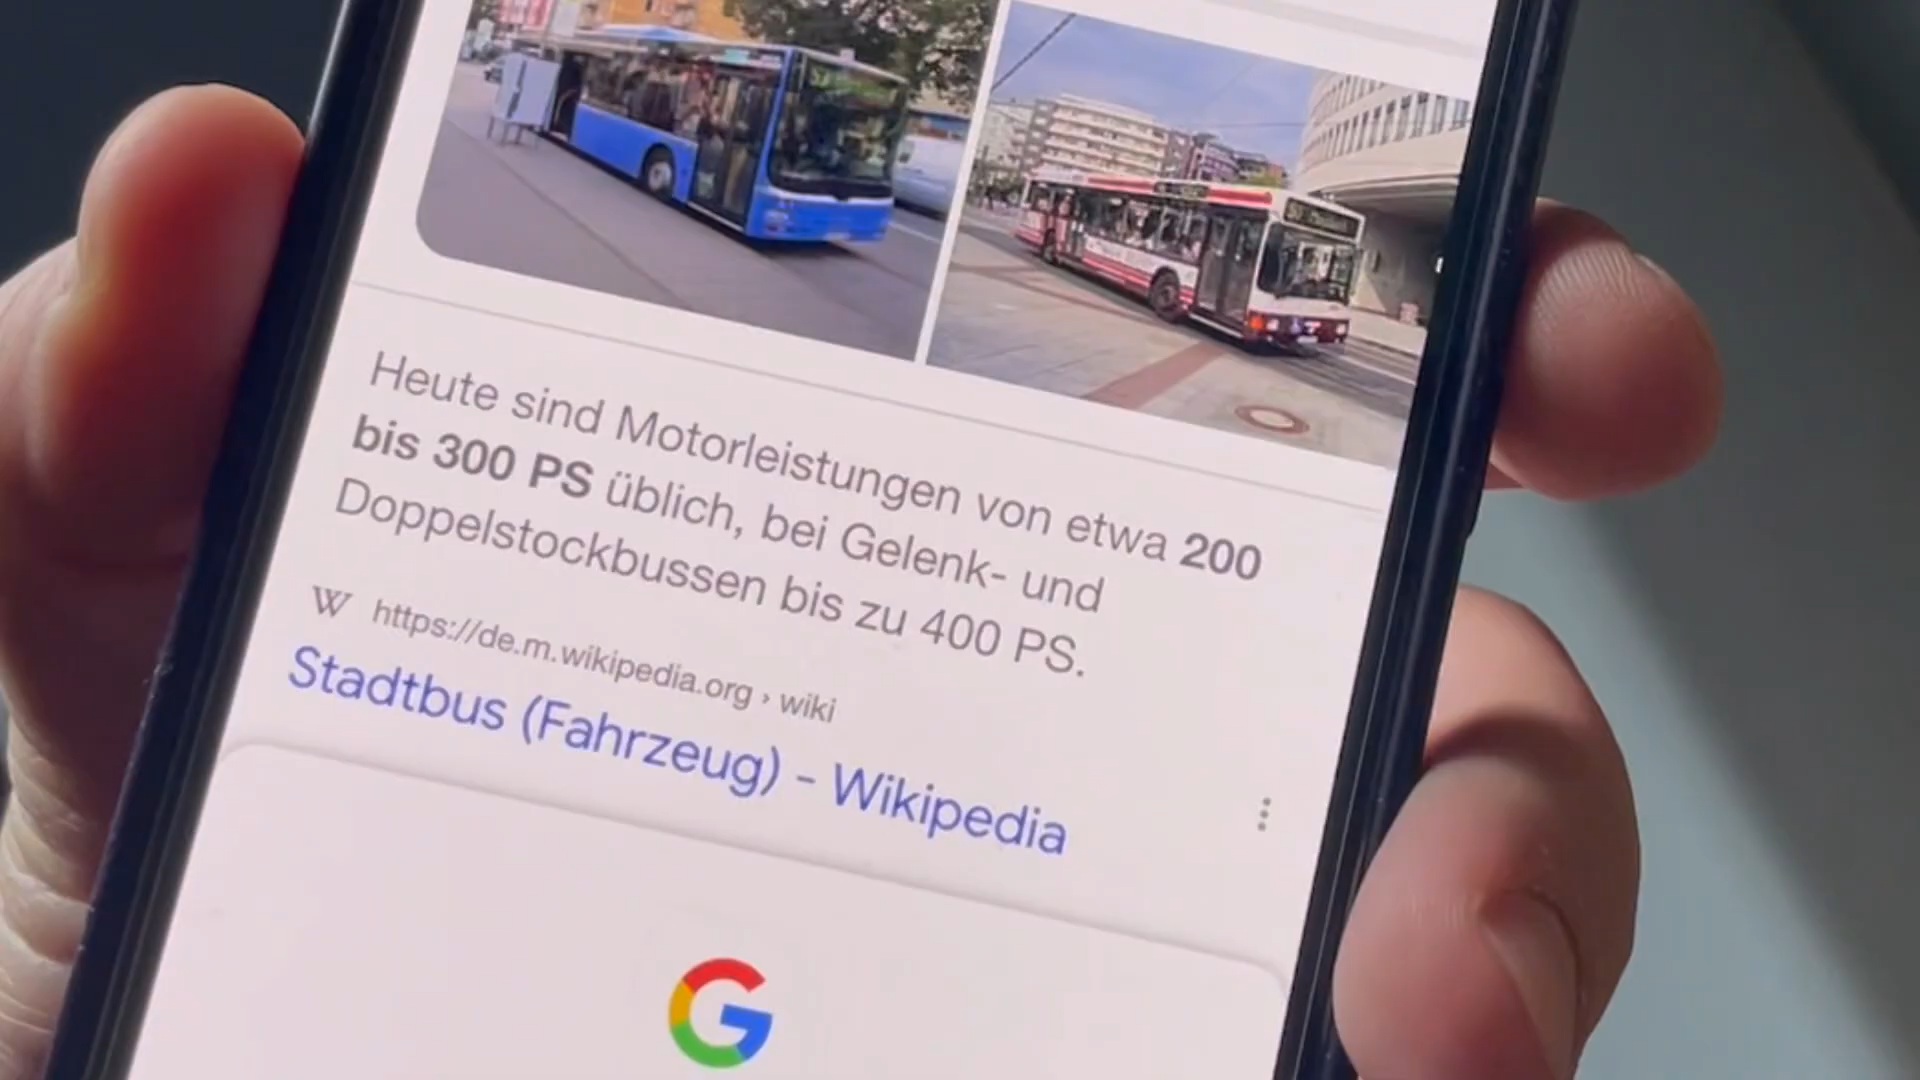 Heute sind Motorleistungen von etwa 200
bis 300 PS üblich, bei Gelenk- und
Doppelstockbussen bis zu 400 PS.
W https://de.m.wikipedia.org › wiki
Stadtbus (Fahrzeug) - Wikipedia
G